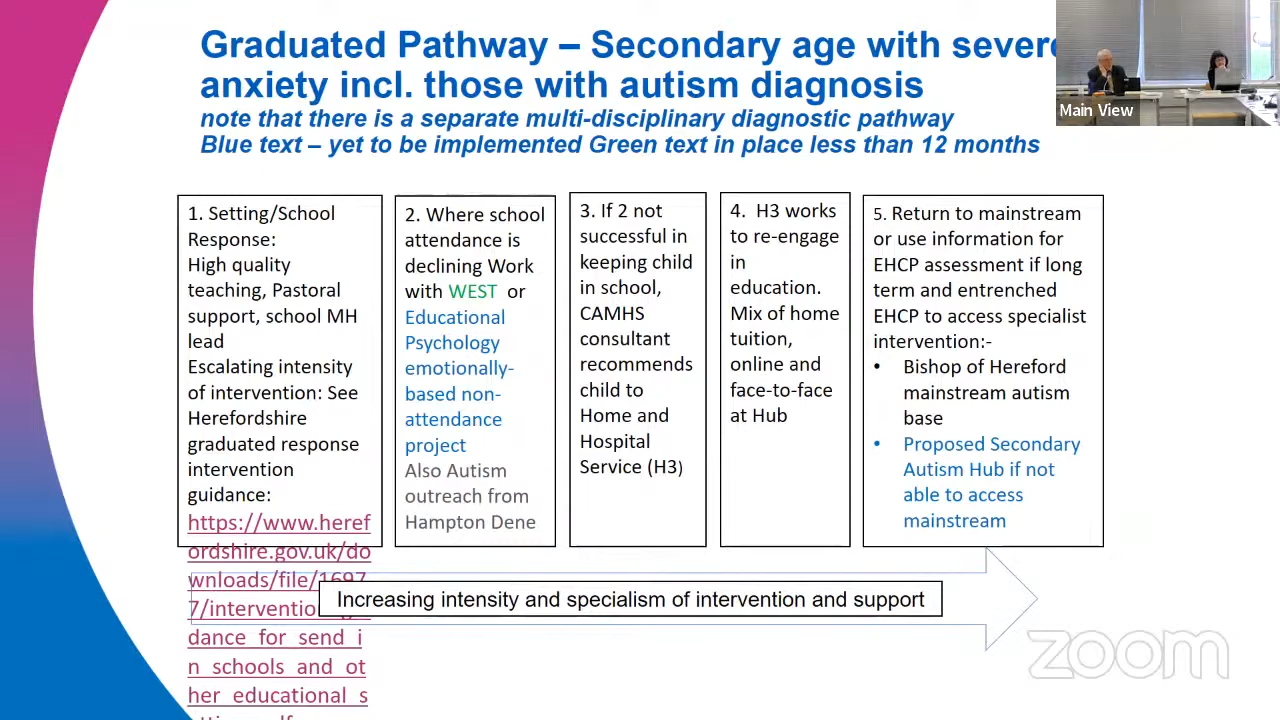 Graduated Pathway – Secondary age with severe
anxiety incl. those with autism diagnosis
note that there is a separate multi-disciplinary diagnostic pathway
Blue text – yet to be implemented Green text in place less than 12 months
Main View
1. Setting/School
Response:
High quality
teaching, Pastoral
support, school MH
lead
Escalating intensity
of intervention: See
Herefordshire
graduated response
intervention
guidance:
https://www.heref
ordshire.gov.uk/do
wnloads/file/1697
7/intervention
dance_for_send_i
n_schools_and_ot
her_educational_s
2. Where school
attendance is
declining Work
with WEST or
Educational
Psychology
emotionally-
based non-
attendance
project
Also Autism
outreach from
Hampton Dene
3. If 2 not
successful in
keeping child
in school,
CAMHS
consultant
recommends
child to
Home and
Hospital
Service (H3)
4. H3 works
to re-engage
in
education.
Mix of home
tuition,
online and
face-to-face
at Hub
5. Return to mainstream
or use information for
EHCP assessment if long
term and entrenched
EHCP to access specialist
intervention:-
• Bishop of Hereford
mainstream autism
base
• Proposed Secondary
Autism Hub if not
able to access
mainstream
Increasing intensity and specialism of intervention and support
zoom